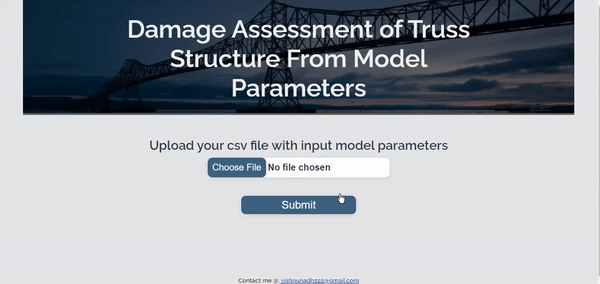 Damage Assessment of Truss
Structure From Model
Parameters
Upload your csv file with input model parameters
Choose File No file chosen
Submit
Contact me @: vishnunadh222@gmail.com